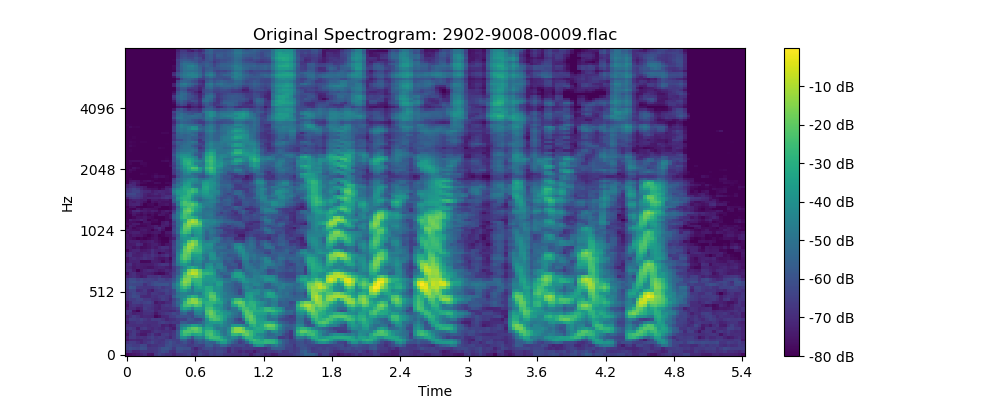 Original Spectrogram: 2902-9008-0009.flac
Hz
4096
2048
1024
512
0
0 0.6 1.2 1.8 2.4 3 3.6 4.2 4.8 5.4
Time
-10 dB
-20 dB
-30 dB
-40 dB
-50 dB
-60 dB
-70 dB
-80 dB